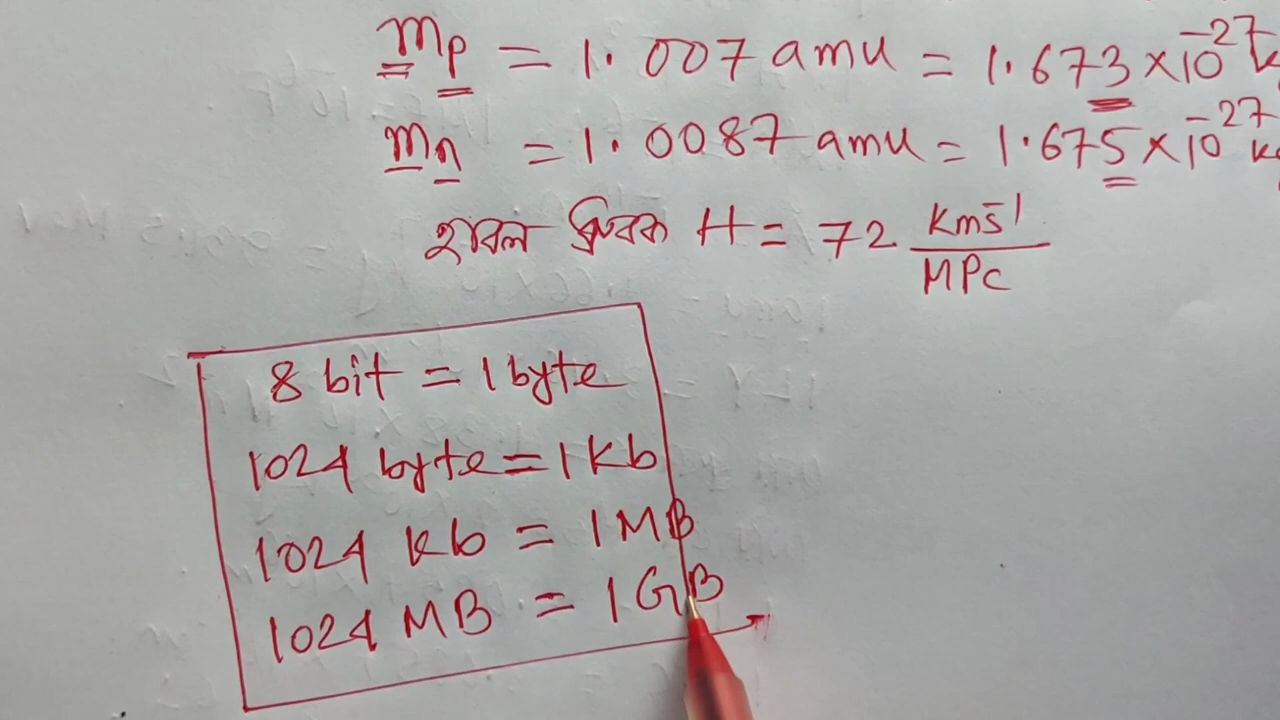 mp = 1.007 amu = 1.673 × 10⁻²⁷ k
mn = 1.0087 amu = 1.675 × 10⁻²⁷ kg
হাবল ধ্রুবক H = 72 Kms⁻¹/MPc
8 bit = 1 byte
1024 byte = 1 Kb
1024 Kb = 1 MB
1024 MB = 1 GB